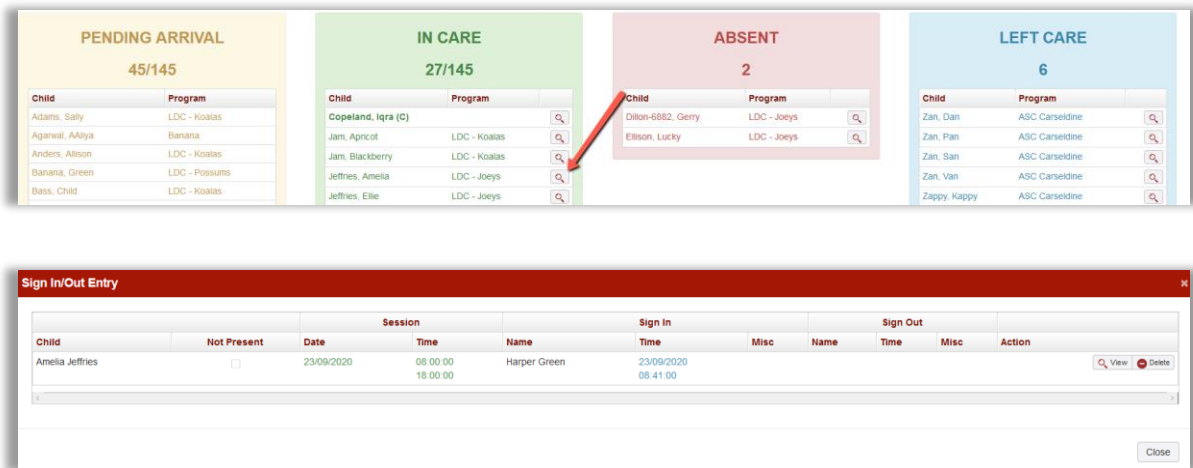 PENDING ARRIVAL
45/145
Child Program
Adams, Sally LDC - Koalas
Agarwal, AAliya Banana
Anders, Allison LDC - Koalas
Banana, Green LDC - Possums
Bass, Child LDC - Koalas
IN CARE
27/145
Child Program
Copeland, Iqra (C)
Jam, Apricot LDC - Koalas
Jam, Blackberry LDC - Koalas
Jeffries, Amelia LDC - Joeys
Jeffries, Ellie LDC - Joeys
ABSENT
2
Child Program
Dillon-6882, Gerry LDC - Joeys
Ellison, Lucky LDC - Joeys
LEFT CARE
6
Child Program
Zan, Dan ASC Carseldine
Zan, Pan ASC Carseldine
Zan, San ASC Carseldine
Zan, Van ASC Carseldine
Zappy, Kappy ASC Carseldine
Sign In/Out Entry
Session Sign In Sign Out
Child Not Present Date Time Name Time Misc Name Time Misc Action
Amelia Jeffries 23/09/2020 08:00:00 Harper Green 23/09/2020 View Delete
18:00:00 08:41:00
Close